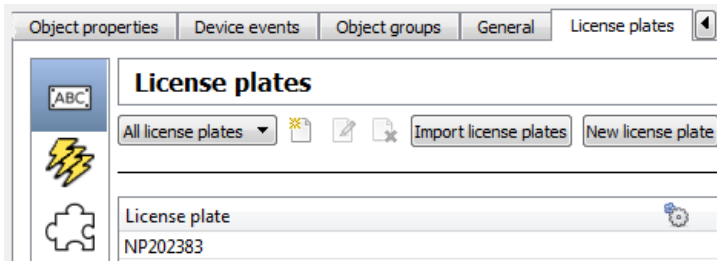 Object properties Device events Object groups General License plates
ABC
License plates
All license plates Import license plates New license plate
License plate
NP202383